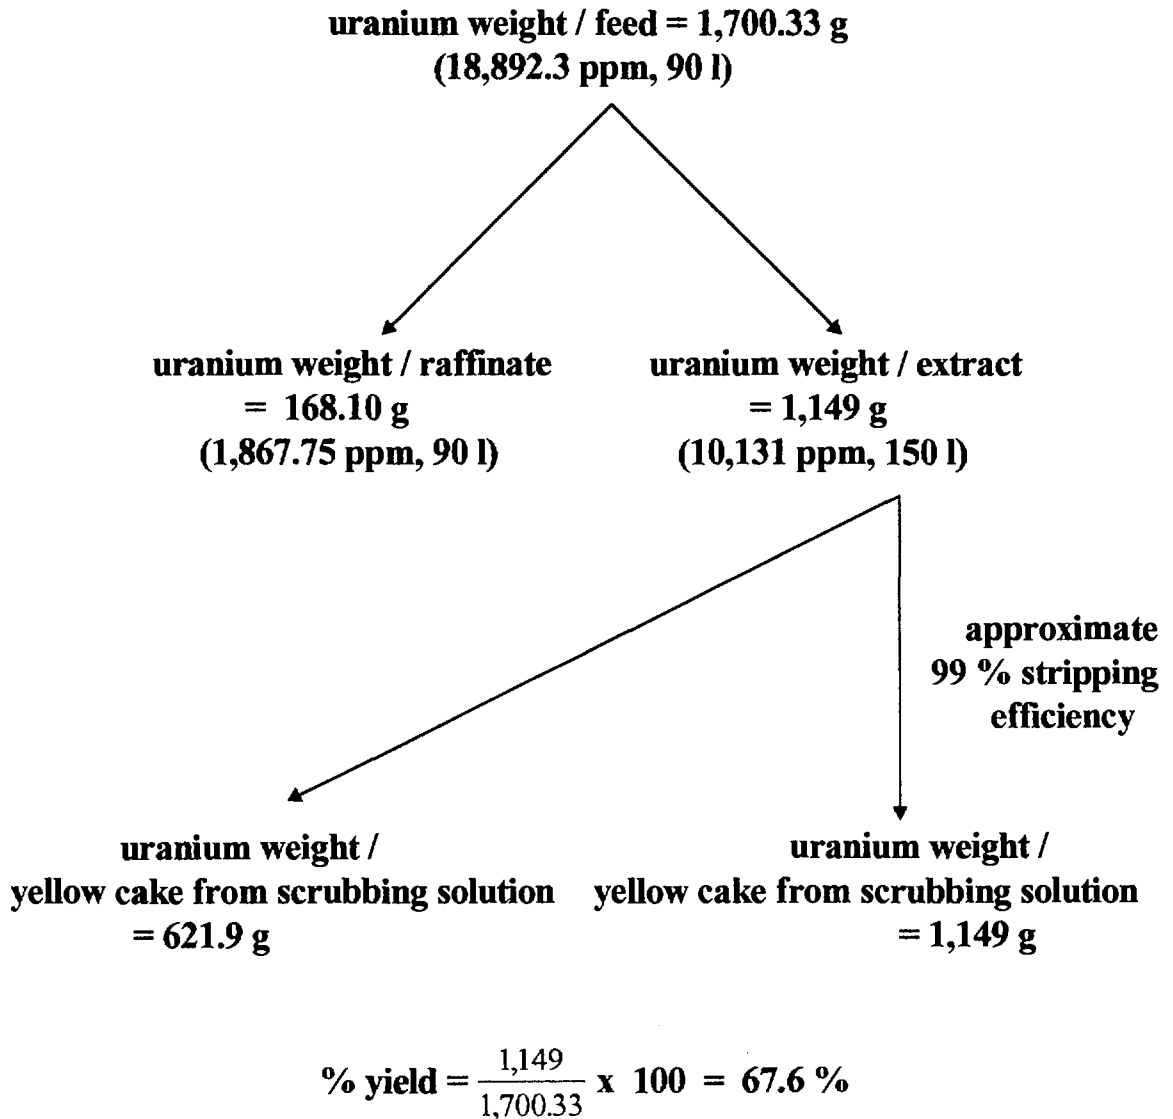 uranium weight / feed = 1,700.33 g
(18,892.3 ppm, 90 l)
uranium weight / raffinate
= 168.10 g
(1,867.75 ppm, 90 l)
uranium weight / extract
= 1,149 g
(10,131 ppm, 150 l)
approximate
99 % stripping
efficiency
uranium weight /
yellow cake from scrubbing solution
= 621.9 g
uranium weight /
yellow cake from scrubbing solution
= 1,149 g
% yield = 1,149 / 1,700.33 x 100 = 67.6 %